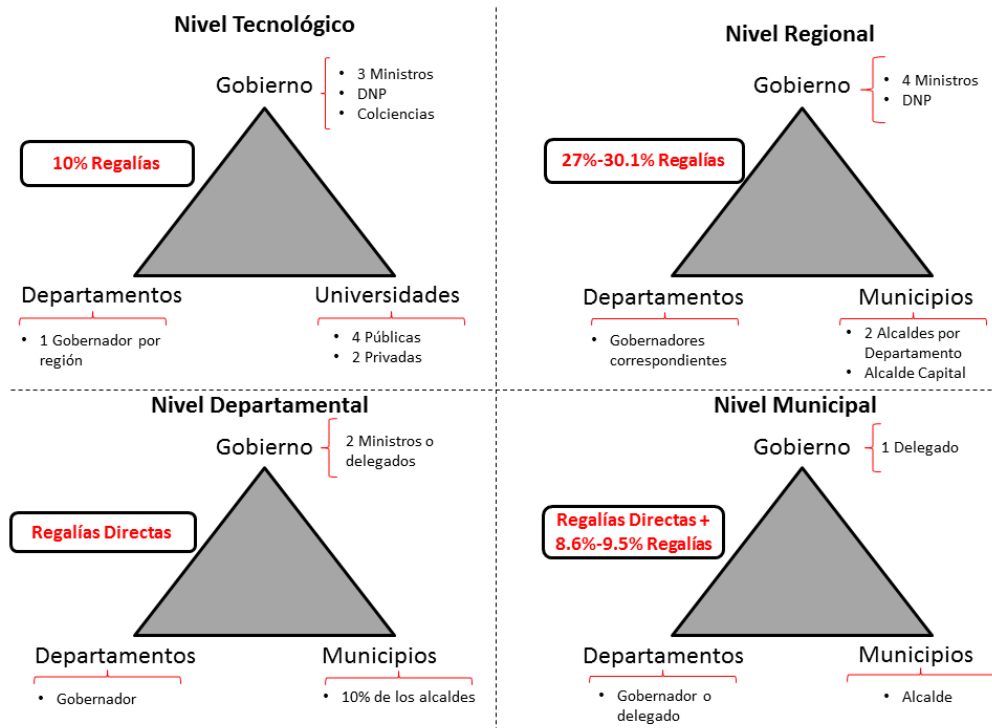 Nivel Tecnológico
Gobierno
• 3 Ministros
• DNP
• Colciencias
10% Regalías
Departamentos
• 1 Gobernador por
región
Universidades
• 4 Públicas
• 2 Privadas
Nivel Regional
Gobierno
• 4 Ministros
• DNP
27%-30.1% Regalías
Departamentos
• Gobernadores
correspondientes
Municipios
• 2 Alcaldes por
Departamento
• Alcalde Capital
Nivel Departamental
Gobierno
2 Ministros o
delegados
Regalías Directas
Departamentos
• Gobernador
Municipios
• 10% de los alcaldes
Nivel Municipal
Gobierno
1 Delegado
Regalías Directas +
8.6%-9.5% Regalías
Departamentos
• Gobernador o
delegado
Municipios
• Alcalde